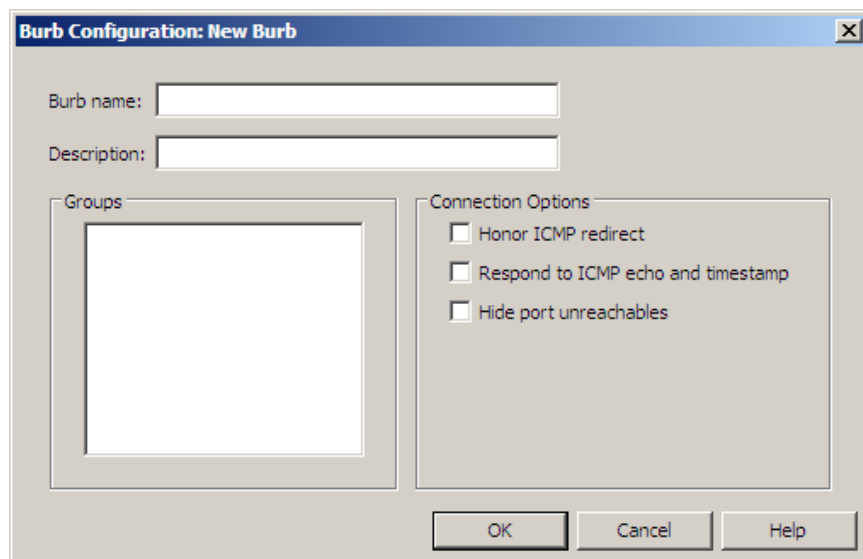 Burb Configuration: New Burb
Burb name:
Description:
Groups
Connection Options
Honor ICMP redirect
Respond to ICMP echo and timestamp
Hide port unreachables
OK
Cancel
Help